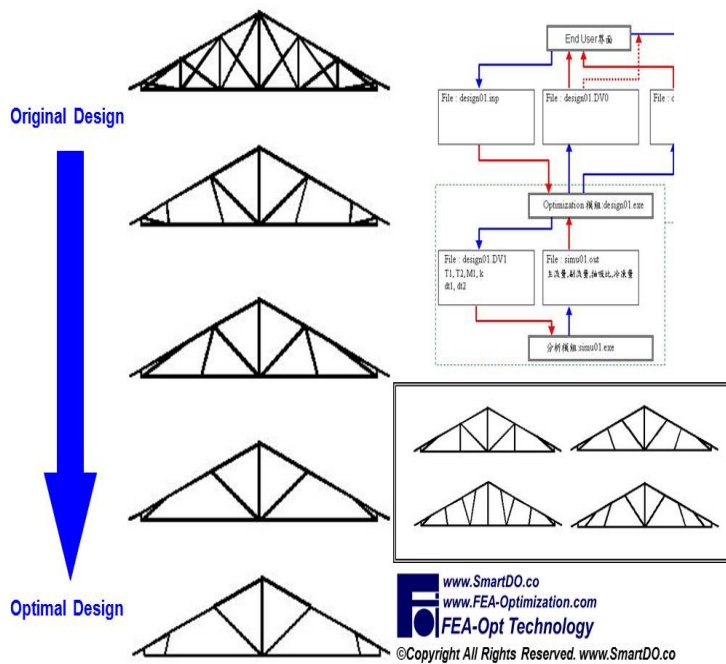 Original Design
Optimal Design
End User界面
File : design01.inp
File : design01.DV0
File : d
Optimization 模組:design01.exe
File : design01.DV1
T1, T2, M1, k
dt1, dt2
File : simu01.out
主流量,副流量,抽吸比,冷凍量
分析模組:simu01.exe
www.SmartDO.co
www.FEA-Optimization.com
FEA-Opt Technology
©Copyright All Rights Reserved. www.SmartDO.co